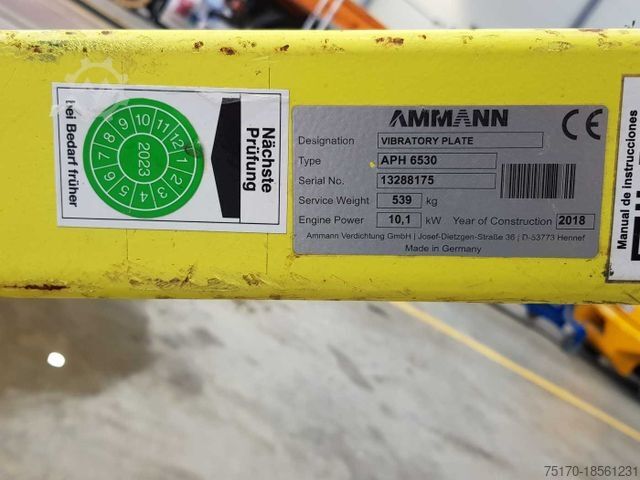 bei Bedarf früher
1 2 3 4 5 6 7 8 9 10 11 12
2023
Nächste
Prüfung
AMMANN
CE
Designation VIBRATORY PLATE
Type APH 6530
Serial No. 13288175
Service Weight 539 kg
Engine Power 10,1 kW Year of Construction 2018
Ammann Verdichtung GmbH | Josef-Dietzgen-Straße 36 | D-53773 Hennef
Made in Germany
Manual de instrucciones
75170-18561231